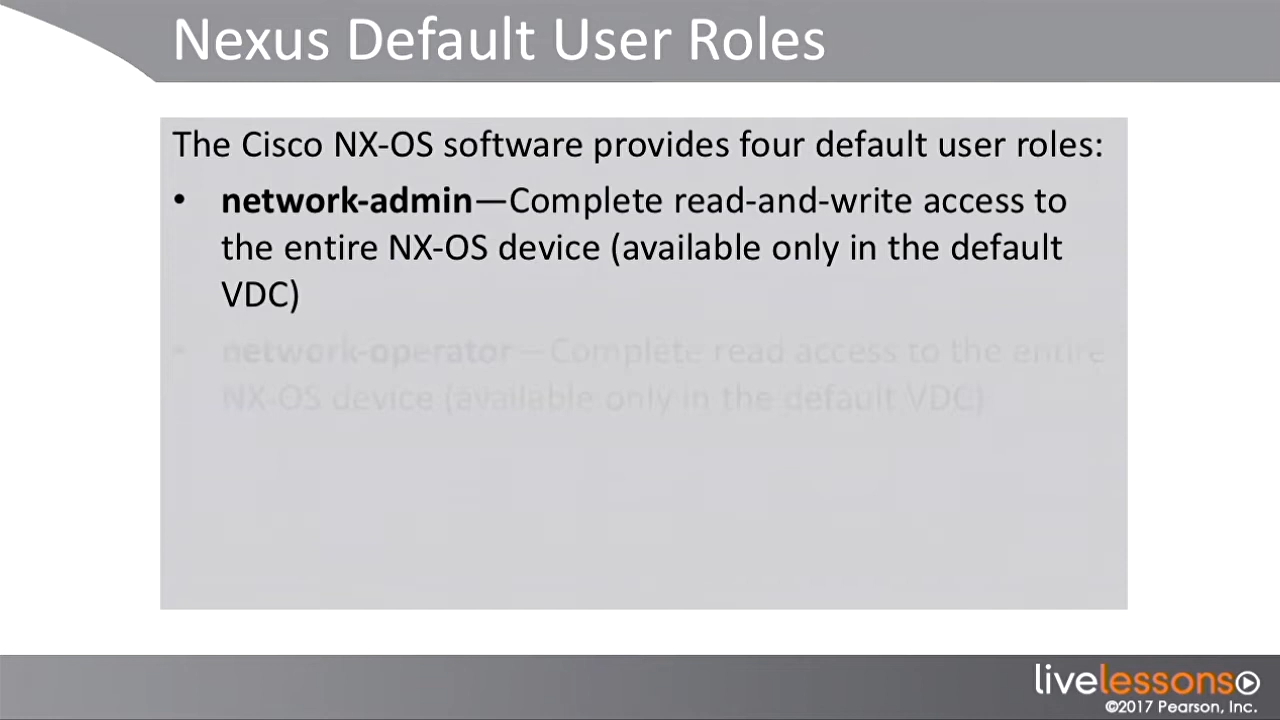 Nexus Default User Roles
The Cisco NX-OS software provides four default user roles:
• network-admin—Complete read-and-write access to
the entire NX-OS device (available only in the default
VDC)
• network-operator—Complete read access to the entire
NX-OS device (available only in the default VDC)
livelessons
©2017 Pearson, Inc.